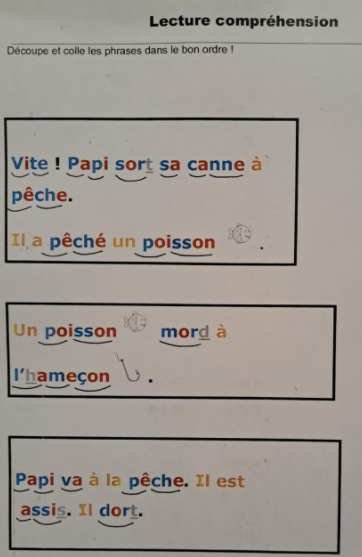 Lecture compréhension
Découpe et colle les phrases dans le bon ordre !
Vite ! Papi sort sa canne à
pêche.
Il a pêché un poisson .
Un poisson mord à
l'hameçon .
Papi va à la pêche. Il est
assis. Il dort.